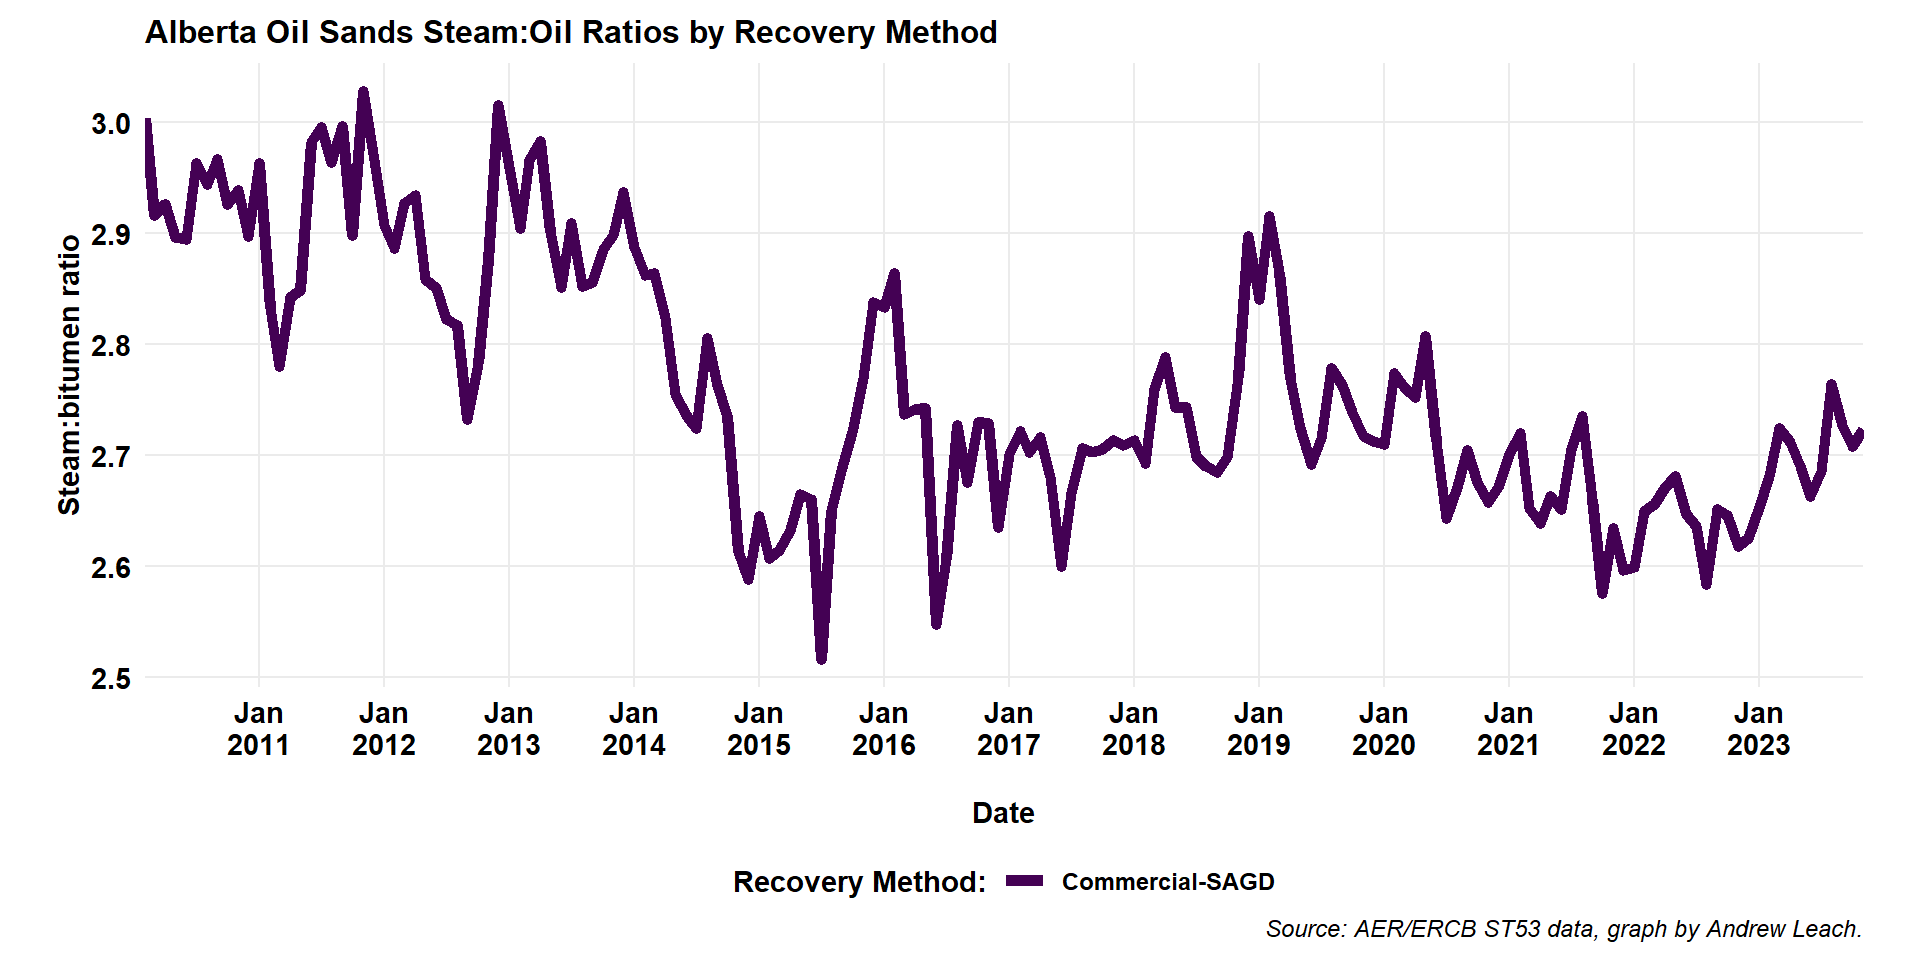 Alberta Oil Sands Steam:Oil Ratios by Recovery Method
Steam:bitumen ratio
3.0
2.9
2.8
2.7
2.6
2.5
Jan Jan Jan Jan Jan Jan Jan Jan Jan Jan Jan Jan Jan
2011 2012 2013 2014 2015 2016 2017 2018 2019 2020 2021 2022 2023
Date
Recovery Method: Commercial-SAGD
Source: AER/ERCB ST53 data, graph by Andrew Leach.